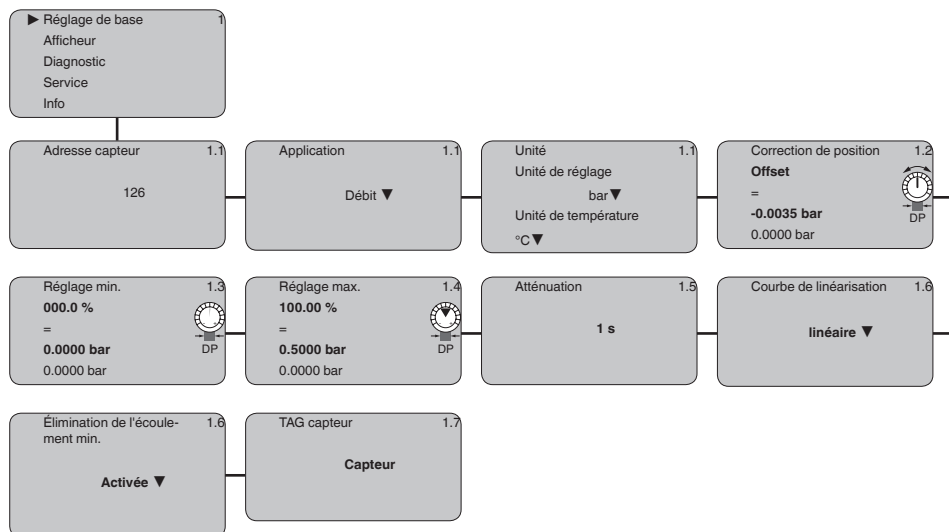 ▶ Réglage de base 1
Afficheur
Diagnostic
Service
Info
Adresse capteur 1.1
126
Application 1.1
Débit ▼
Unité 1.1
Unité de réglage
bar▼
Unité de température
°C▼
Correction de position 1.2
Offset
=
-0.0035 bar
0.0000 bar
DP
Réglage min. 1.3
000.0 %
=
0.0000 bar
0.0000 bar
DP
Réglage max. 1.4
100.00 %
=
0.5000 bar
0.0000 bar
DP
Atténuation 1.5
1 s
Courbe de linéarisation 1.6
linéaire ▼
Élimination de l'écoule- 1.6
ment min.
Activée ▼
TAG capteur 1.7
Capteur